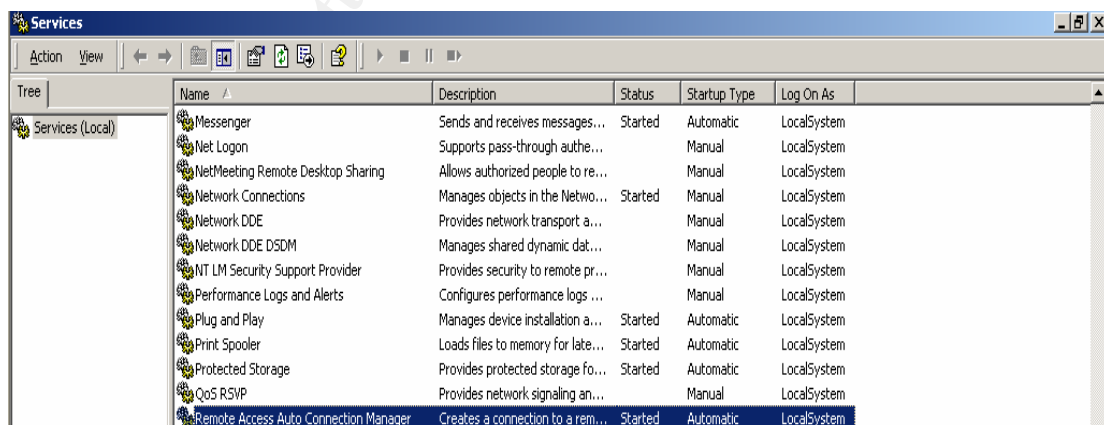 Services
Action View
Tree
Name Description Status Startup Type Log On As
Services (Local)
Messenger Sends and receives messages... Started Automatic LocalSystem
Net Logon Supports pass-through authe... Manual LocalSystem
NetMeeting Remote Desktop Sharing Allows authorized people to re... Manual LocalSystem
Network Connections Manages objects in the Netwo... Started Manual LocalSystem
Network DDE Provides network transport a... Manual LocalSystem
Network DDE DSDM Manages shared dynamic dat... Manual LocalSystem
NT LM Security Support Provider Provides security to remote pr... Manual LocalSystem
Performance Logs and Alerts Configures performance logs ... Manual LocalSystem
Plug and Play Manages device installation a... Started Automatic LocalSystem
Print Spooler Loads files to memory for late... Started Automatic LocalSystem
Protected Storage Provides protected storage fo... Started Automatic LocalSystem
QoS RSVP Provides network signaling an... Manual LocalSystem
Remote Access Auto Connection Manager Creates a connection to a rem... Started Automatic LocalSystem